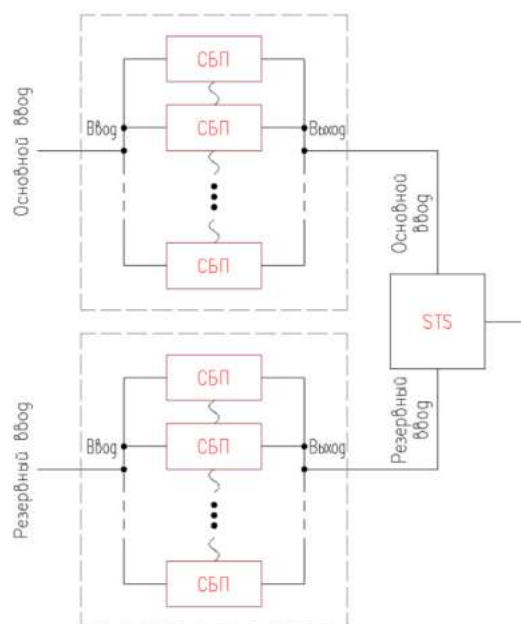 СБП
Ввод
СБП
Выход
Основной ввод
СБП
Основной
ввод
STS
СБП
Ввод
СБП
Выход
Резервный ввод
Резервный
ввод
СБП